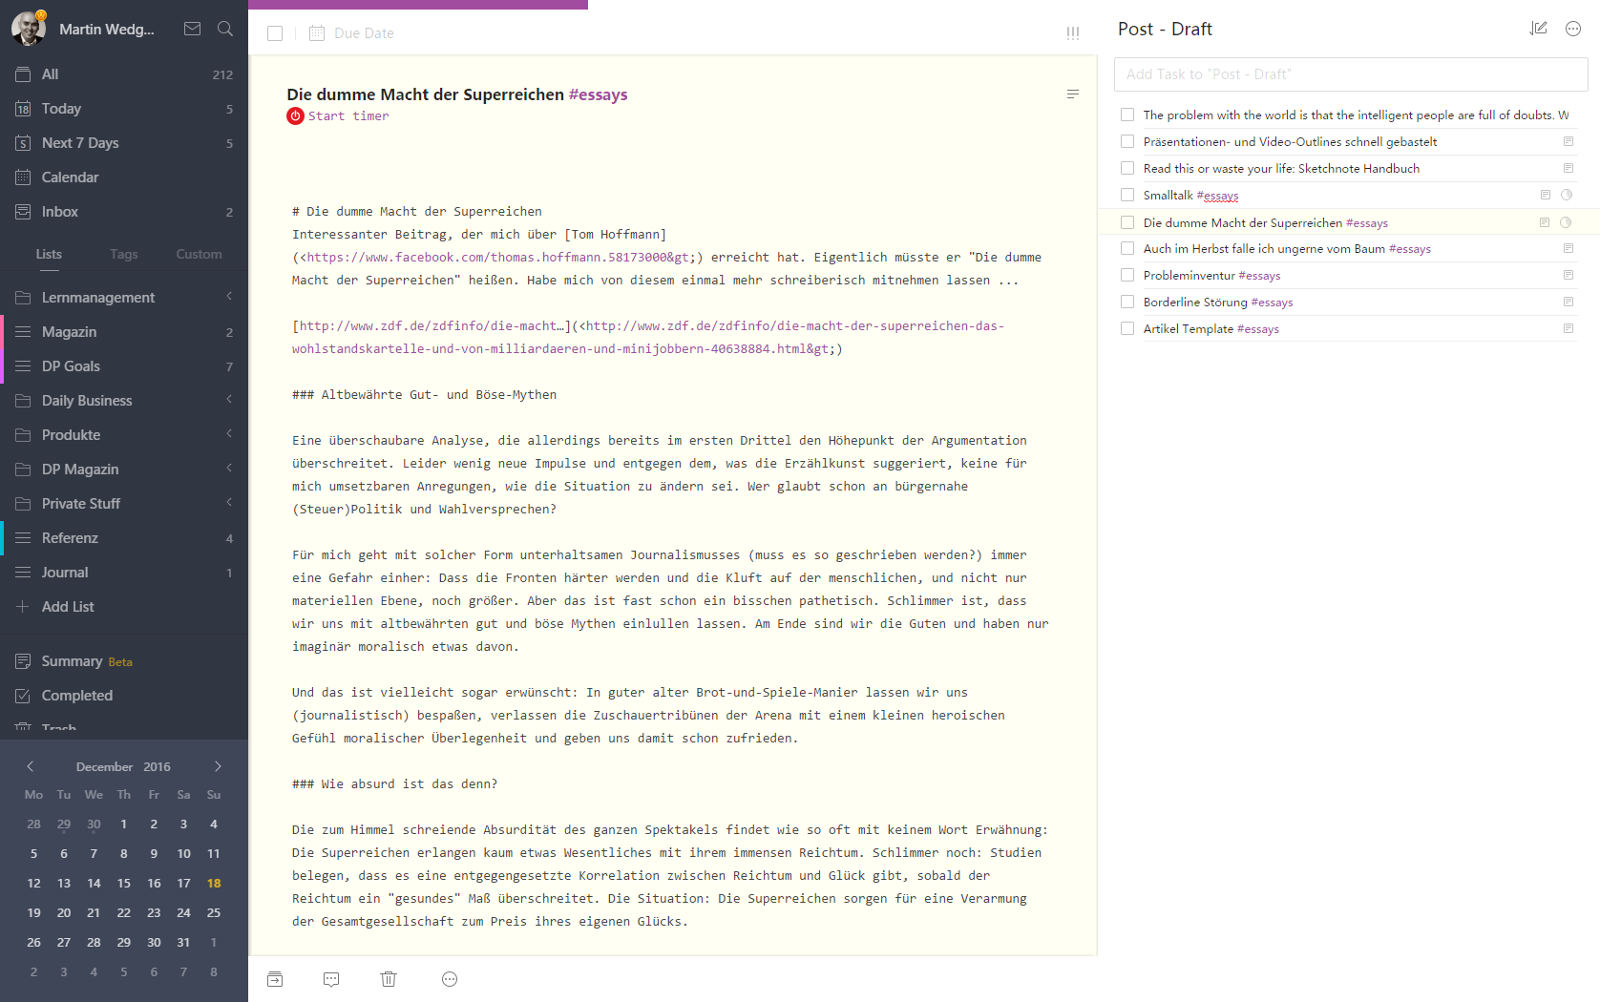 Martin Wedg...
All 212
18 Today 5
S Next 7 Days 5
Calendar
Inbox 2
Lists Tags Custom
Lernmanagement
Magazin 2
DP Goals 7
Daily Business
Produkte
DP Magazin
Private Stuff
Referenz 4
Journal 1
Add List
Summary Beta
Completed
Trash
December 2016
Mo Tu We Th Fr Sa Su
28 29 30 1 2 3 4
5 6 7 8 9 10 11
12 13 14 15 16 17 18
19 20 21 22 23 24 25
26 27 28 29 30 31 1
2 3 4 5 6 7 8
Due Date
!!!
Die dumme Macht der Superreichen #essays
Start timer
# Die dumme Macht der Superreichen
Interessanter Beitrag, der mich über [Tom Hoffmann]
(<https://www.facebook.com/thomas.hoffmann.58173000&gt;) erreicht hat. Eigentlich müsste er "Die dumme
Macht der Superreichen" heißen. Habe mich von diesem einmal mehr schreiberisch mitnehmen lassen ...
[http://www.zdf.de/zdfinfo/die-macht…](<http://www.zdf.de/zdfinfo/die-macht-der-superreichen-das-
wohlstandskartelle-und-von-milliardaeren-und-minijobbern-40638884.html&gt;)
### Altbewährte Gut- und Böse-Mythen
Eine überschaubare Analyse, die allerdings bereits im ersten Drittel den Höhepunkt der Argumentation
überschreitet. Leider wenig neue Impulse und entgegen dem, was die Erzählkunst suggeriert, keine für
mich umsetzbaren Anregungen, wie die Situation zu ändern sei. Wer glaubt schon an bürgernahe
(Steuer)Politik und Wahlversprechen?
Für mich geht mit solcher Form unterhaltsamen Journalismusses (muss es so geschrieben werden?) immer
eine Gefahr einher: Dass die Fronten härter werden und die Kluft auf der menschlichen, und nicht nur
materiellen Ebene, noch größer. Aber das ist fast schon ein bisschen pathetisch. Schlimmer ist, dass
wir uns mit altbewährten gut und böse Mythen einlullen lassen. Am Ende sind wir die Guten und haben nur
imaginär moralisch etwas davon.
Und das ist vielleicht sogar erwünscht: In guter alter Brot-und-Spiele-Manier lassen wir uns
(journalistisch) bespaßen, verlassen die Zuschauertribünen der Arena mit einem kleinen heroischen
Gefühl moralischer Überlegenheit und geben uns damit schon zufrieden.
### Wie absurd ist das denn?
Die zum Himmel schreiende Absurdität des ganzen Spektakels findet wie so oft mit keinem Wort Erwähnung:
Die Superreichen erlangen kaum etwas Wesentliches mit ihrem immensen Reichtum. Schlimmer noch: Studien
belegen, dass es eine entgegengesetzte Korrelation zwischen Reichtum und Glück gibt, sobald der
Reichtum ein "gesundes" Maß überschreitet. Die Situation: Die Superreichen sorgen für eine Verarmung
der Gesamtgesellschaft zum Preis ihres eigenen Glücks.
Post - Draft
Add Task to "Post - Draft"
The problem with the world is that the intelligent people are full of doubts. W
Präsentationen- und Video-Outlines schnell gebastelt
Read this or waste your life: Sketchnote Handbuch
Smalltalk #essays
Die dumme Macht der Superreichen #essays
Auch im Herbst falle ich ungerne vom Baum #essays
Probleminventur #essays
Borderline Störung #essays
Artikel Template #essays